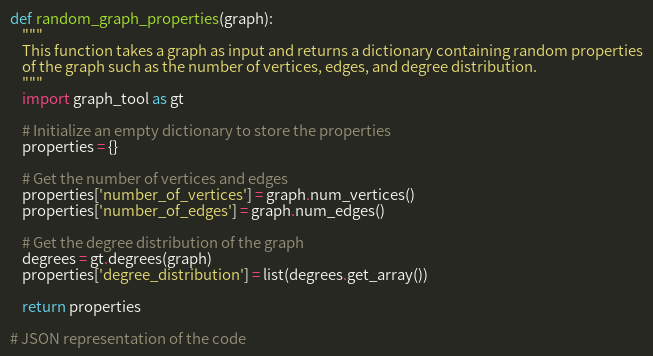 def random_graph_properties(graph):
"""
This function takes a graph as input and returns a dictionary containing random properties
of the graph such as the number of vertices, edges, and degree distribution.
"""
import graph_tool as gt
# Initialize an empty dictionary to store the properties
properties = {}
# Get the number of vertices and edges
properties['number_of_vertices'] = graph.num_vertices()
properties['number_of_edges'] = graph.num_edges()
# Get the degree distribution of the graph
degrees = gt.degrees(graph)
properties['degree_distribution'] = list(degrees.get_array())
return properties
# JSON representation of the code